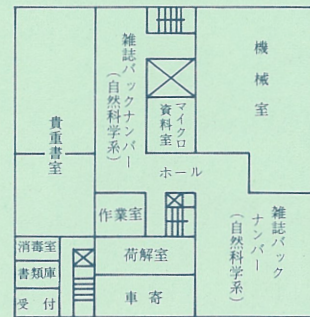 雑誌バックナンバー
（自然科学系）
機械室
マイクロ
資料室
貴重書室
ホール
作業室
雑誌バック
ナンバー
（自然科学系）
消毒室
荷解室
書類庫
車寄
受付